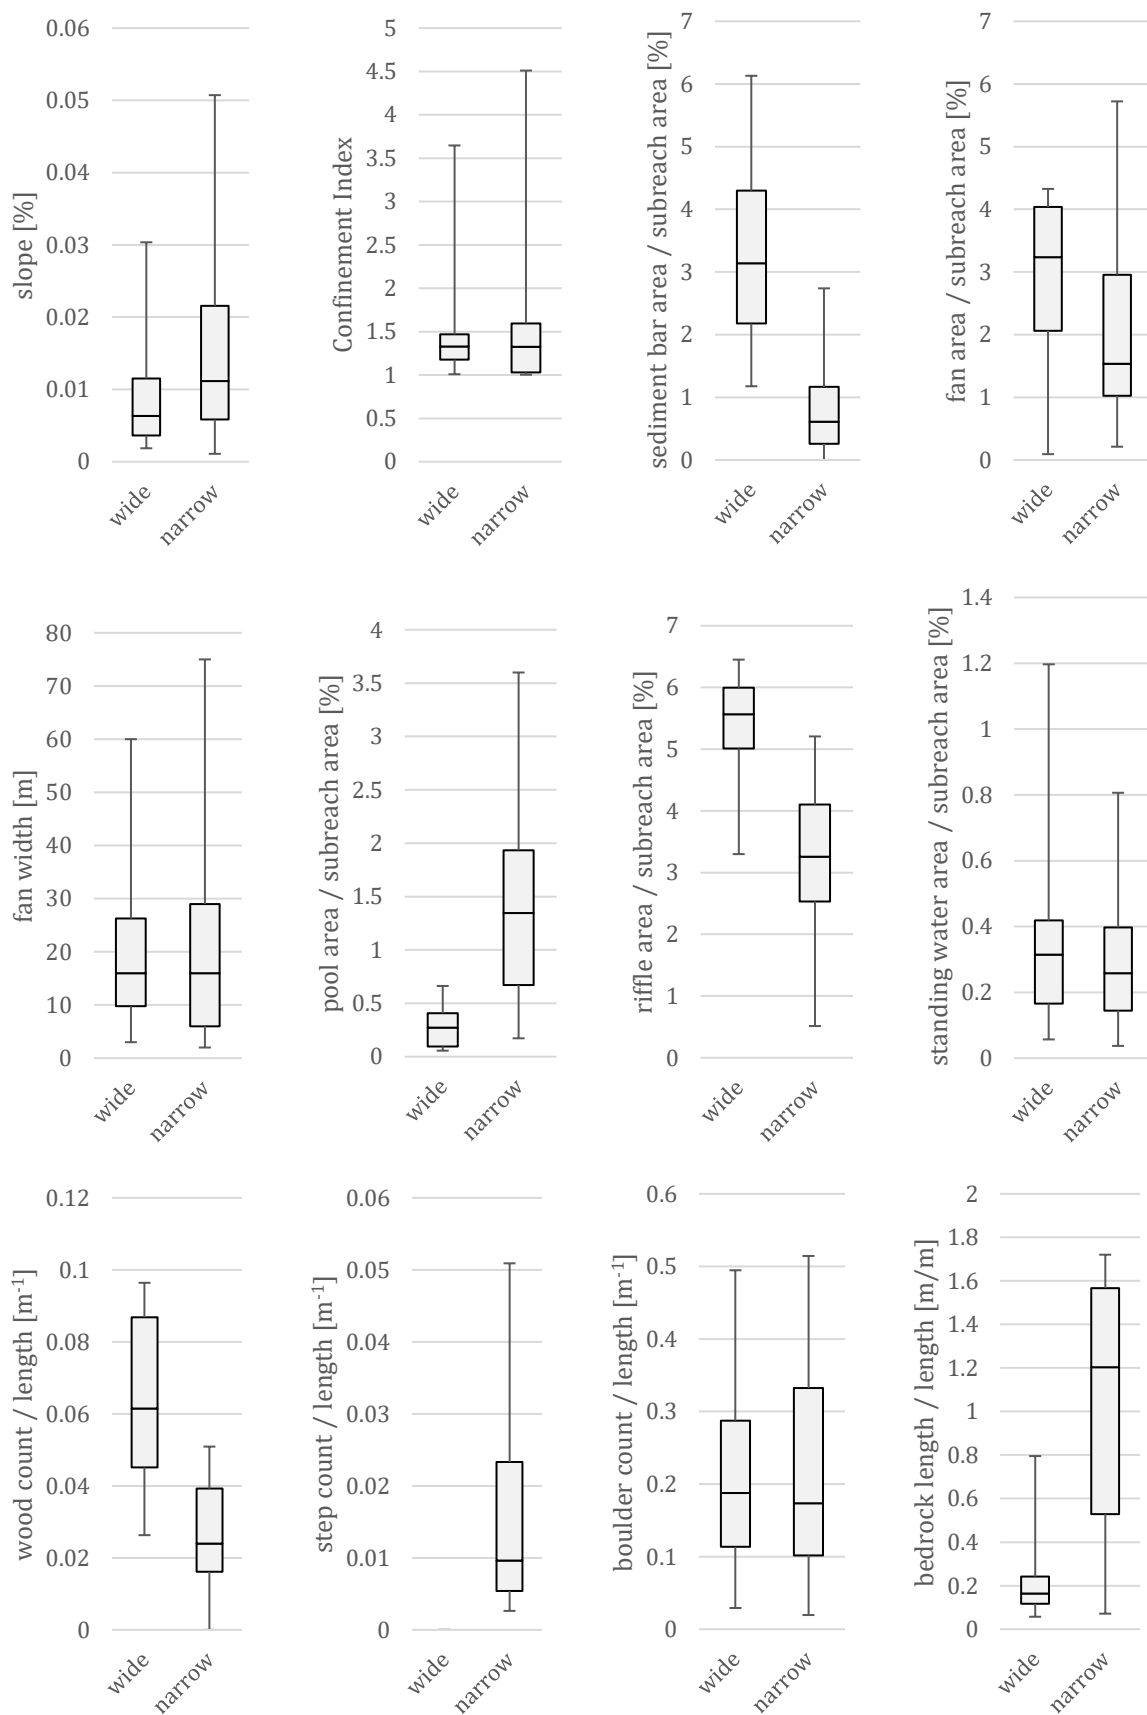 slope [%]
0.06
0.05
0.04
0.03
0.02
0.01
0
wide
narrow
Confinement Index
5
4.5
4
3.5
3
2.5
2
1.5
1
0.5
0
wide
narrow
sediment bar area / subreach area [%]
7
6
5
4
3
2
1
0
wide
narrow
fan area / subreach area [%]
7
6
5
4
3
2
1
0
wide
narrow
fan width [m]
80
70
60
50
40
30
20
10
0
wide
narrow
pool area / subreach area [%]
4
3.5
3
2.5
2
1.5
1
0.5
0
wide
narrow
riffle area / subreach area [%]
7
6
5
4
3
2
1
0
wide
narrow
standing water area / subreach area [%]
1.4
1.2
1
0.8
0.6
0.4
0.2
0
wide
narrow
wood count / length [m⁻¹]
0.12
0.1
0.08
0.06
0.04
0.02
0
wide
narrow
step count / length [m⁻¹]
0.06
0.05
0.04
0.03
0.02
0.01
0
wide
narrow
boulder count / length [m⁻¹]
0.6
0.5
0.4
0.3
0.2
0.1
0
wide
narrow
bedrock length / length [m/m]
2
1.8
1.6
1.4
1.2
1
0.8
0.6
0.4
0.2
0
wide
narrow